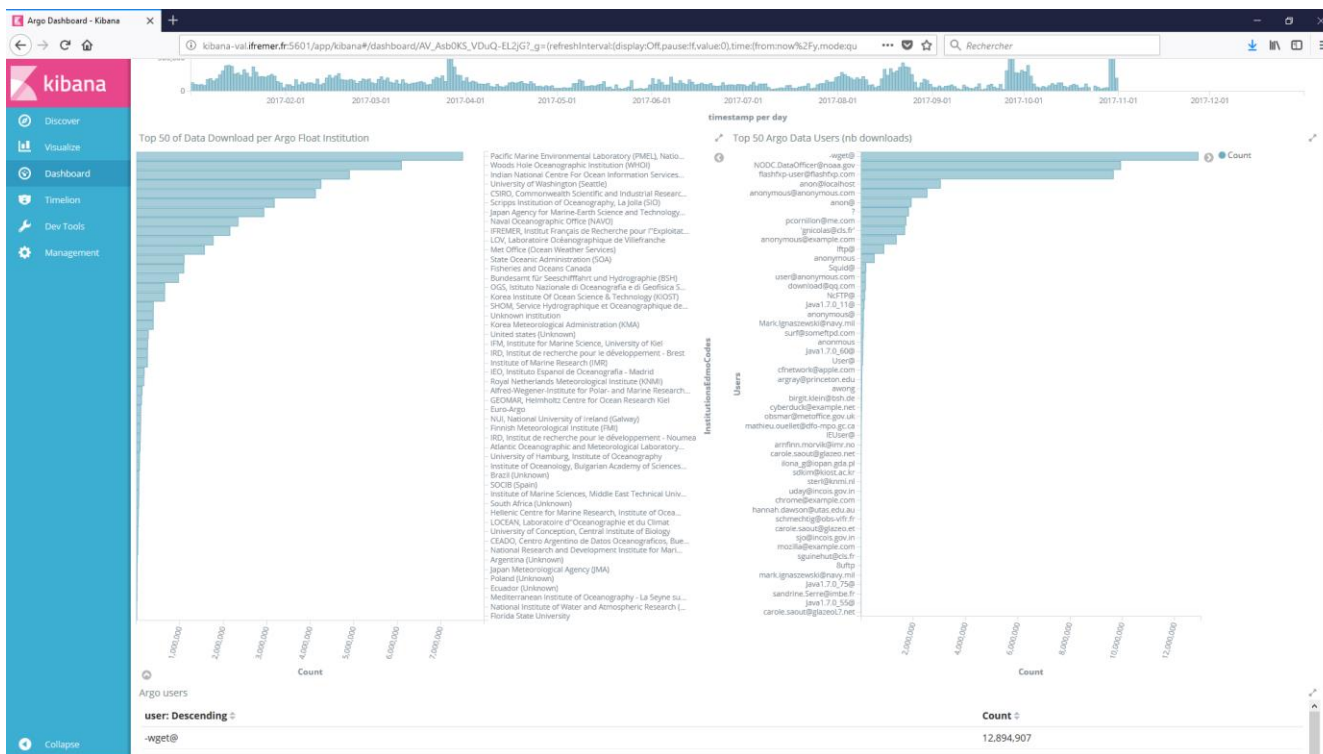 Argo Dashboard - Kibana
kibana-val.ifremer.fr:5601/app/kibana#/dashboard/AV_Asb0KS_VDuQ-EL2jG?_g=(refreshInterval:(display:Off,pause:!f,value:0),time:(from:now%2Fy,mode:qu
Rechercher
kibana
Discover
Visualize
Dashboard
Timelion
Dev Tools
Management
Collapse
0
2017-02-01 2017-03-01 2017-04-01 2017-05-01 2017-06-01 2017-07-01 2017-08-01 2017-09-01 2017-10-01 2017-11-01 2017-12-01
timestamp per day
Top 50 of Data Download per Argo Float Institution
Pacific Marine Environmental Laboratory (PMEL), Natio...
Woods Hole Oceanographic Institution (WHOI)
Indian National Centre For Ocean Information Services...
University of Washington (Seattle)
CSIRO, Commonwealth Scientific and Industrial Researc...
Scripps Institution of Oceanography, La Jolla (SIO)
Japan Agency for Marine-Earth Science and Technology...
Naval Oceanographic Office (NAVO)
IFREMER, Institut Français de Recherche pour l"Exploitat...
LOV, Laboratoire Océanographique de Villefranche
Met Office (Ocean Weather Services)
State Oceanic Administration (SOA)
Fisheries and Oceans Canada
Bundesamt für Seeschifffahrt und Hydrographie (BSH)
OGS, Istituto Nazionale di Oceanografia e di Geofisica S...
Korea Institute Of Ocean Science & Technology (KIOST)
SHOM, Service Hydrographique et Oceanographique de...
Unknown institution
Korea Meteorological Administration (KMA)
United states (Unknown)
IFM, Institute for Marine Science, University of Kiel
IRD, Institut de recherche pour le développement - Brest
Institute of Marine Research (IMR)
IEO, Instituto Espanol de Oceanografia - Madrid
Royal Netherlands Meteorological Institute (KNMI)
Alfred-Wegener-Institute for Polar- and Marine Research...
GEOMAR, Helmholtz Centre for Ocean Research Kiel
Euro-Argo
NUI, National University of Ireland (Galway)
Finnish Meteorological Institute (FMI)
IRD, Institut de recherche pour le développement - Noumea
Atlantic Oceanographic and Meteorological Laboratory...
University of Hamburg, Institute of Oceanography
Institute of Oceanology, Bulgarian Academy of Sciences...
Brazil (Unknown)
SOCIB (Spain)
Institute of Marine Sciences, Middle East Technical Univ...
South Africa (Unknown)
Hellenic Centre for Marine Research, Institute of Ocea...
LOCEAN, Laboratoire d"Oceanographie et du Climat
University of Conception, Central Institute of Biology
CEADO, Centro Argentino de Datos Oceanograficos, Bue...
National Research and Development Institute for Mari...
Argentina (Unknown)
Japan Meteorological Agency (JMA)
Poland (Unknown)
Ecuador (Unknown)
Mediterranean Institute of Oceanography - La Seyne su...
National Institute of Water and Atmospheric Research (...
Florida State University
InstitutionsEdmoCodes
1,000,000 2,000,000 3,000,000 4,000,000 5,000,000 6,000,000 7,000,000
Count
Top 50 Argo Data Users (nb downloads)
Count
-wget@
NODC.DataOfficer@noaa.gov
flashfxp-user@flashfxp.com
anon@localhost
anonymous@anonymous.com
anon@
?
pcornillon@me.com
'gnicolas@cls.fr'
anonymous@example.com
lftp@
anonymous
Squid@
user@anonymous.com
download@qq.com
NcFTP@
Java1.7.0_11@
anonymous@
Mark.Ignaszewski@navy.mil
surf@someftpd.com
anonmous
Java1.7.0_60@
User@
cfnetwork@apple.com
argray@princeton.edu
awong
birgit.klein@bsh.de
cyberduck@example.net
obsmar@metoffice.gov.uk
mathieu.ouellet@dfo-mpo.gc.ca
IEUser@
arnfinn.morvik@imr.no
carole.saout@glazeo.net
ilona_g@iopan.gda.pl
sdkim@kiost.ac.kr
sterl@knmi.nl
uday@incois.gov.in
chrome@example.com
hannah.dawson@utas.edu.au
schmechtig@obs-vlfr.fr
carole.saout@glazeo.et
sjo@incois.gov.in
mozilla@example.com
sguinehut@cls.fr
8uftp
mark.ignaszewski@navy.mil
Java1.7.0_75@
sandrine.Serre@imbe.fr
Java1.7.0_55@
carole.saout@glazeoL7.net
Users
2,000,000 4,000,000 6,000,000 8,000,000 10,000,000 12,000,000
Count
Argo users
user: Descending Count
-wget@ 12,894,907